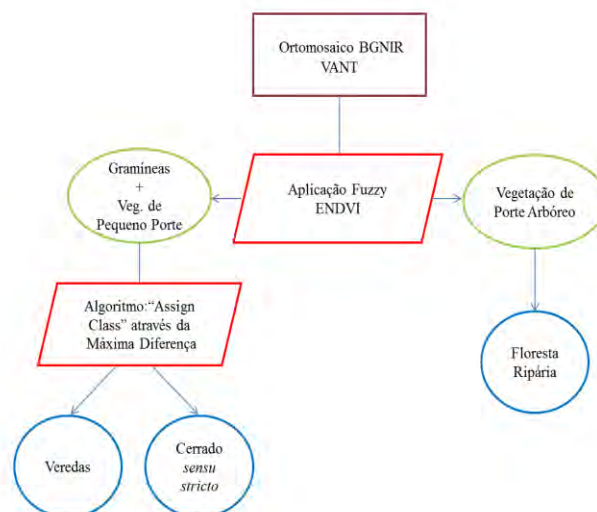 Ortomosaico BGNIR
VANT
Gramíneas
+
Veg. de
Pequeno Porte
Aplicação Fuzzy
ENDVI
Vegetação de
Porte Arbóreo
Algoritmo:"Assign
Class" através da
Máxima Diferença
Floresta
Ripária
Veredas
Cerrado
sensu
stricto